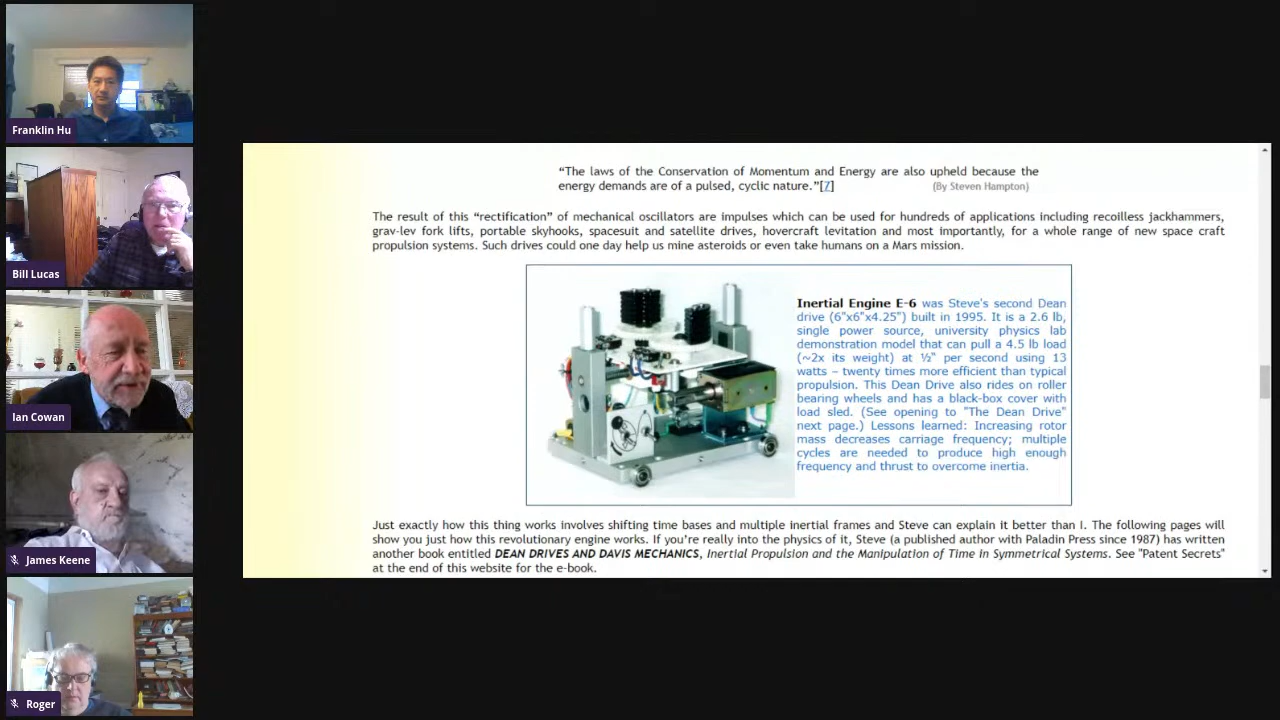 Franklin Hu
Bill Lucas
Ian Cowan
James Keene
Roger
“The laws of the Conservation of Momentum and Energy are also upheld because the
energy demands are of a pulsed, cyclic nature.”[7]
(By Steven Hampton)
The result of this “rectification” of mechanical oscillators are impulses which can be used for hundreds of applications including recoilless jackhammers,
grav-lev fork lifts, portable skyhooks, spacesuit and satellite drives, hovercraft levitation and most importantly, for a whole range of new space craft
propulsion systems. Such drives could one day help us mine asteroids or even take humans on a Mars mission.
Inertial Engine E-6 was Steve's second Dean
drive (6"x6"x4.25") built in 1995. It is a 2.6 lb,
single power source, university physics lab
demonstration model that can pull a 4.5 lb load
(~2x its weight) at ½" per second using 13
watts – twenty times more efficient than typical
propulsion. This Dean Drive also rides on roller
bearing wheels and has a black-box cover with
load sled. (See opening to "The Dean Drive"
next page.) Lessons learned: Increasing rotor
mass decreases carriage frequency; multiple
cycles are needed to produce high enough
frequency and thrust to overcome inertia.
Just exactly how this thing works involves shifting time bases and multiple inertial frames and Steve can explain it better than I. The following pages will
show you just how this revolutionary engine works. If you’re really into the physics of it, Steve (a published author with Paladin Press since 1987) has written
another book entitled DEAN DRIVES AND DAVIS MECHANICS, Inertial Propulsion and the Manipulation of Time in Symmetrical Systems. See "Patent Secrets"
at the end of this website for the e-book.